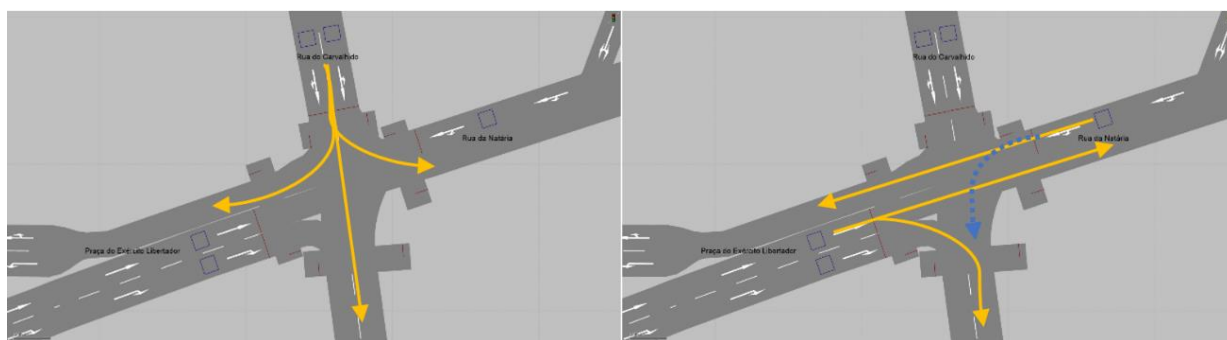 Rua do Carvalhido
Rua da Natária
Praça do Exército Libertador
Rua do Carvalhido
Rua da Natária
Praça do Exército Libertador